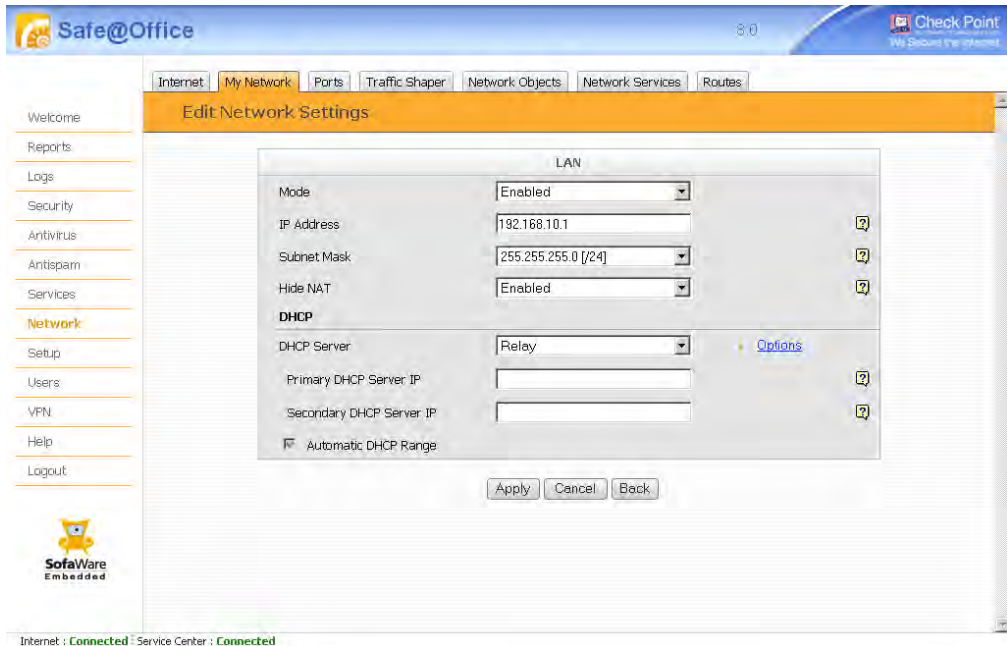 Safe@Office
8.0
Check Point
We Secure the Internet
Internet
My Network
Ports
Traffic Shaper
Network Objects
Network Services
Routes
Edit Network Settings
Welcome
Reports
Logs
Security
Antivirus
Antispam
Services
Network
Setup
Users
VPN
Help
Logout
SofaWare
Embedded
LAN
Mode Enabled
IP Address 192.168.10.1 ?
Subnet Mask 255.255.255.0 [/24] ?
Hide NAT Enabled ?
DHCP
DHCP Server Relay Options
Primary DHCP Server IP ?
Secondary DHCP Server IP ?
Automatic DHCP Range
Apply Cancel Back
Internet : Connected Service Center : Connected